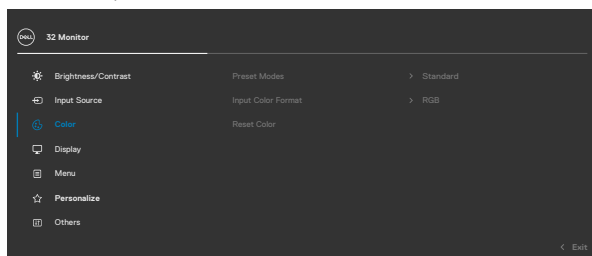 DELL 32 Monitor
Brightness/Contrast Preset Modes > Standard
Input Source Input Color Format > RGB
Color Reset Color
Display
Menu
Personalize
Others
< Exit